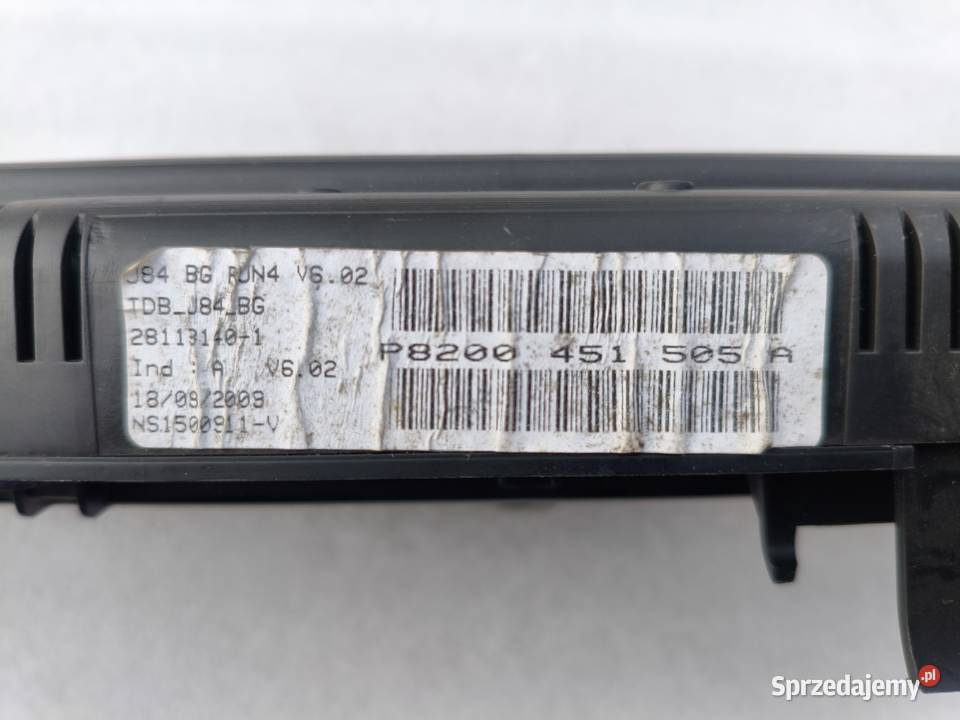 J84 BG RUN4 V6.02
TDB_J84_BG
28113140-1
Ind : A V6.02
18/09/2009
NS1500911-V
P8200 451 505 A
Sprzedajemy.pl